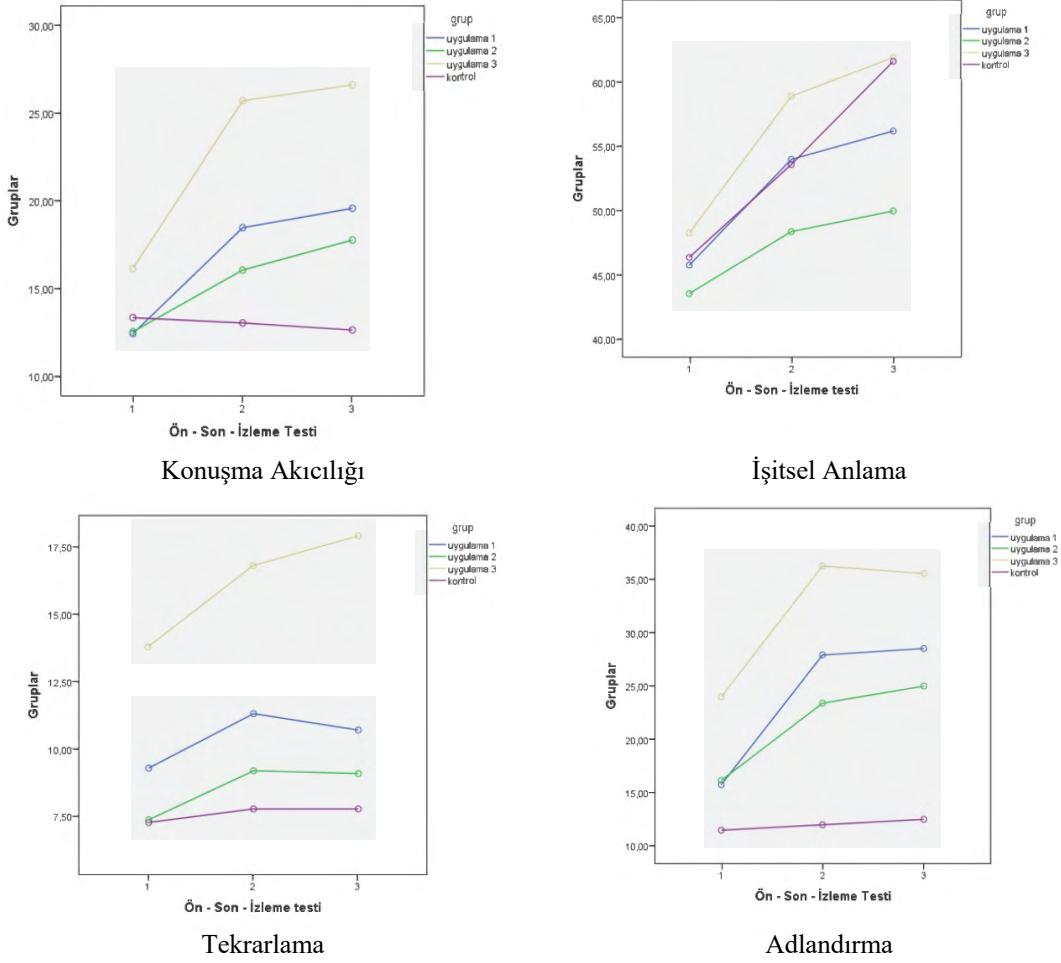 30,00
25,00
20,00
15,00
10,00
Gruplar
1 2 3
Ön - Son - İzleme Testi
grup
uygulama 1
uygulama 2
uygulama 3
kontrol
Konuşma Akıcılığı
65,00
60,00
55,00
50,00
45,00
40,00
Gruplar
1 2 3
Ön - Son - İzleme testi
grup
uygulama 1
uygulama 2
uygulama 3
kontrol
İşitsel Anlama
17,50
15,00
12,50
10,00
7,50
Gruplar
1 2 3
Ön - Son - İzleme testi
grup
uygulama 1
uygulama 2
uygulama 3
kontrol
Tekrarlama
40,00
35,00
30,00
25,00
20,00
15,00
10,00
Gruplar
1 2 3
Ön - Son - İzleme Testi
grup
uygulama 1
uygulama 2
uygulama 3
kontrol
Adlandırma